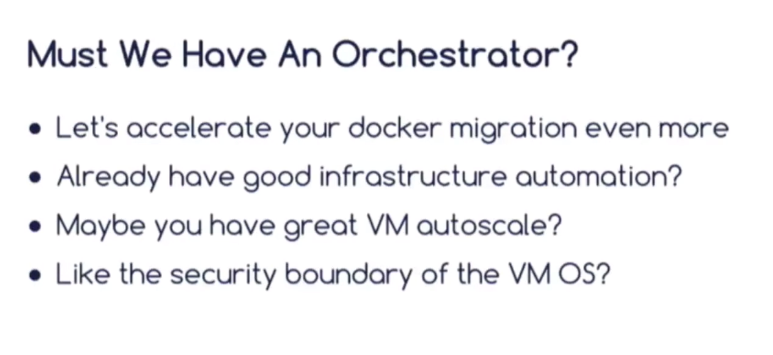 Must We Have An Orchestrator?
• Let's accelerate your docker migration even more
• Already have good infrastructure automation?
• Maybe you have great VM autoscale?
• Like the security boundary of the VM OS?